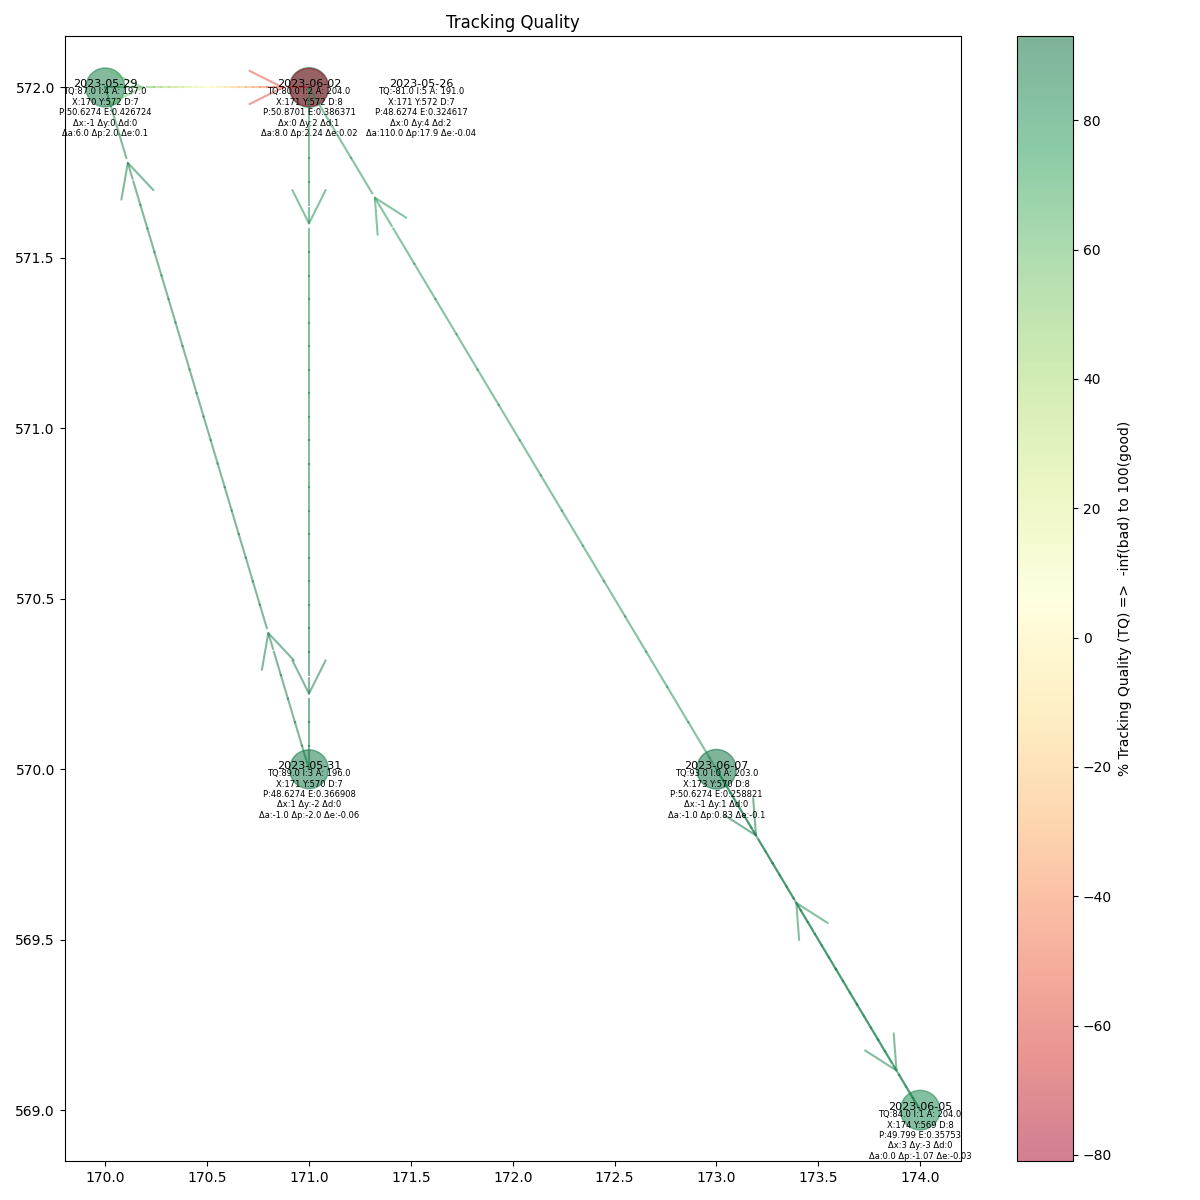 Tracking Quality
2023-05-29
TQ:87.0 I:4 A: 197.0
X:170 Y:572 D:7
P:50.6274 E:0.426724
Δx:-1 Δy:0 Δd:0
Δa:6.0 Δp:2.0 Δe:0.1
2023-06-02
TQ:80.0 I:2 A: 204.0
X:171 Y:572 D:8
P:50.8701 E:0.386371
Δx:0 Δy:2 Δd:1
Δa:8.0 Δp:2.24 Δe:0.02
2023-05-26
TQ:-81.0 I:5 A: 191.0
X:171 Y:572 D:7
P:48.6274 E:0.324617
Δx:0 Δy:4 Δd:2
Δa:110.0 Δp:17.9 Δe:-0.04
2023-05-31
TQ:89.0 I:3 A: 196.0
X:171 Y:570 D:7
P:48.6274 E:0.366908
Δx:1 Δy:-2 Δd:0
Δa:-1.0 Δp:-2.0 Δe:-0.06
2023-06-07
TQ:93.0 I:0 A: 203.0
X:173 Y:570 D:8
P:50.6274 E:0.258821
Δx:-1 Δy:1 Δd:0
Δa:-1.0 Δp:0.83 Δe:-0.1
2023-06-05
TQ:84.0 I:1 A: 204.0
X:174 Y:569 D:8
P:49.799 E:0.35753
Δx:3 Δy:-3 Δd:0
Δa:0.0 Δp:-1.07 Δe:-0.03
572.0
571.5
571.0
570.5
570.0
569.5
569.0
170.0
170.5
171.0
171.5
172.0
172.5
173.0
173.5
174.0
80
60
40
20
0
−20
−40
−60
−80
% Tracking Quality (TQ) => -inf(bad) to 100(good)